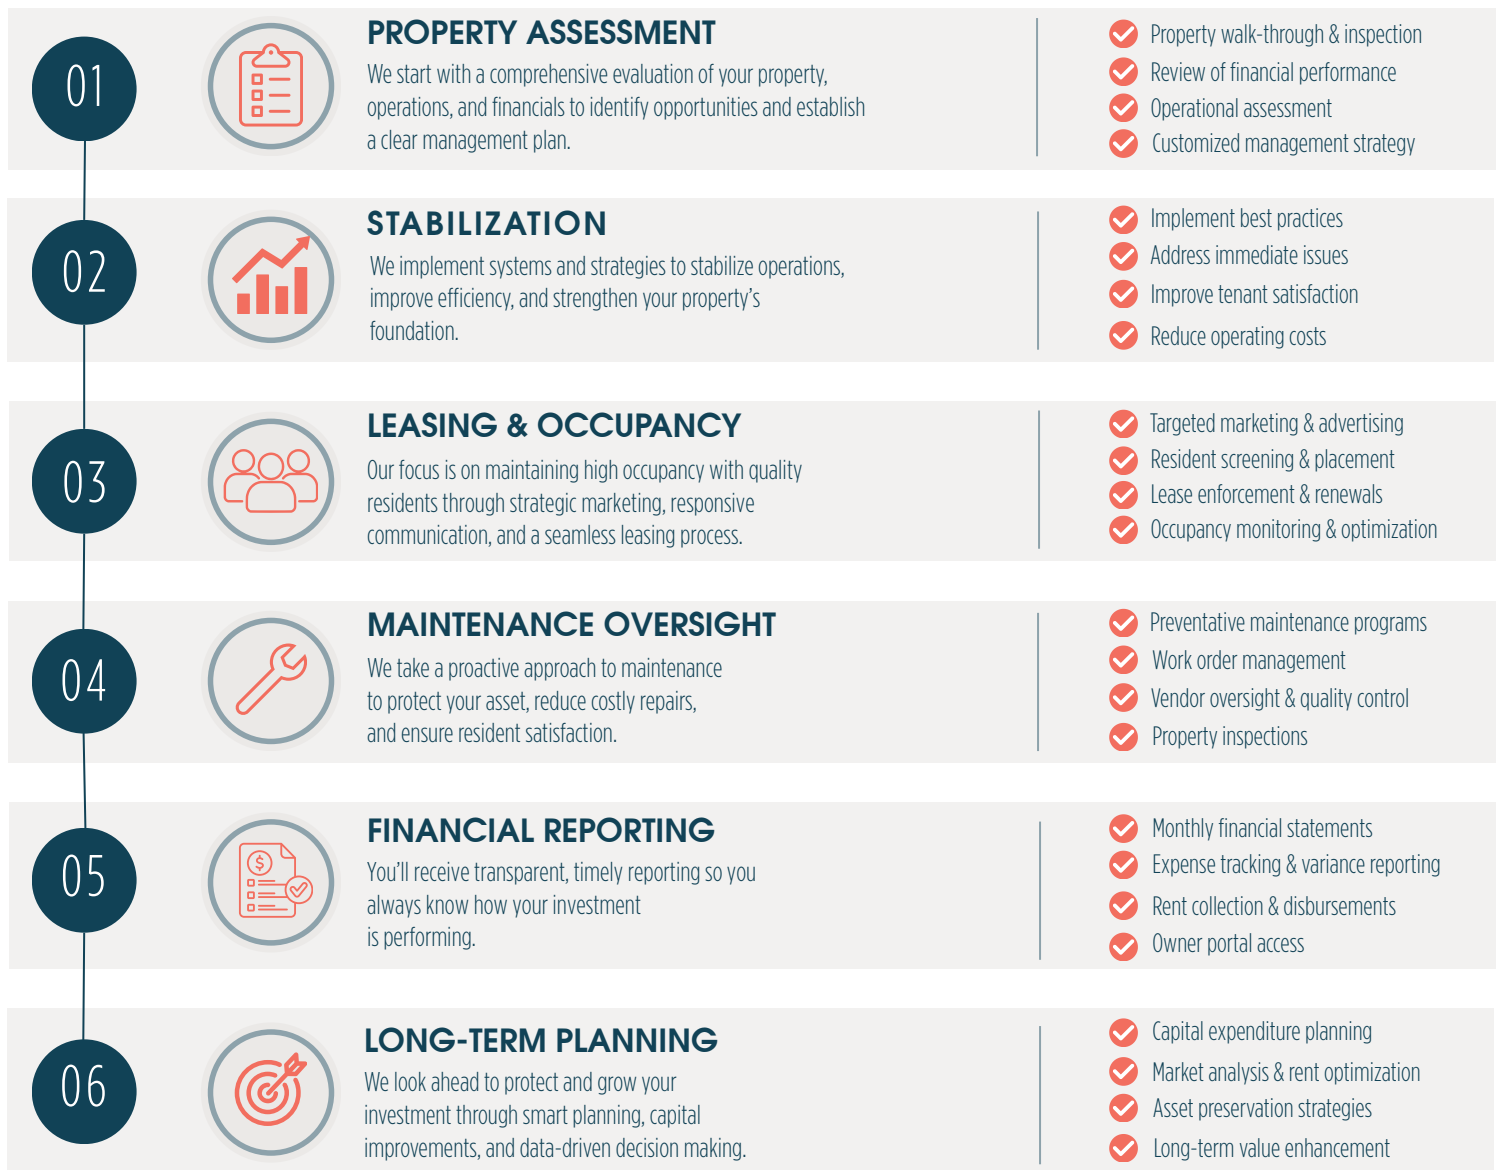 01
PROPERTY ASSESSMENT
We start with a comprehensive evaluation of your property,
operations, and financials to identify opportunities and establish
a clear management plan.
Property walk-through & inspection
Review of financial performance
Operational assessment
Customized management strategy
02
STABILIZATION
We implement systems and strategies to stabilize operations,
improve efficiency, and strengthen your property's
foundation.
Implement best practices
Address immediate issues
Improve tenant satisfaction
Reduce operating costs
03
LEASING & OCCUPANCY
Our focus is on maintaining high occupancy with quality
residents through strategic marketing, responsive
communication, and a seamless leasing process.
Targeted marketing & advertising
Resident screening & placement
Lease enforcement & renewals
Occupancy monitoring & optimization
04
MAINTENANCE OVERSIGHT
We take a proactive approach to maintenance
to protect your asset, reduce costly repairs,
and ensure resident satisfaction.
Preventative maintenance programs
Work order management
Vendor oversight & quality control
Property inspections
05
$
FINANCIAL REPORTING
You'll receive transparent, timely reporting so you
always know how your investment
is performing.
Monthly financial statements
Expense tracking & variance reporting
Rent collection & disbursements
Owner portal access
06
LONG-TERM PLANNING
We look ahead to protect and grow your
investment through smart planning, capital
improvements, and data-driven decision making.
Capital expenditure planning
Market analysis & rent optimization
Asset preservation strategies
Long-term value enhancement